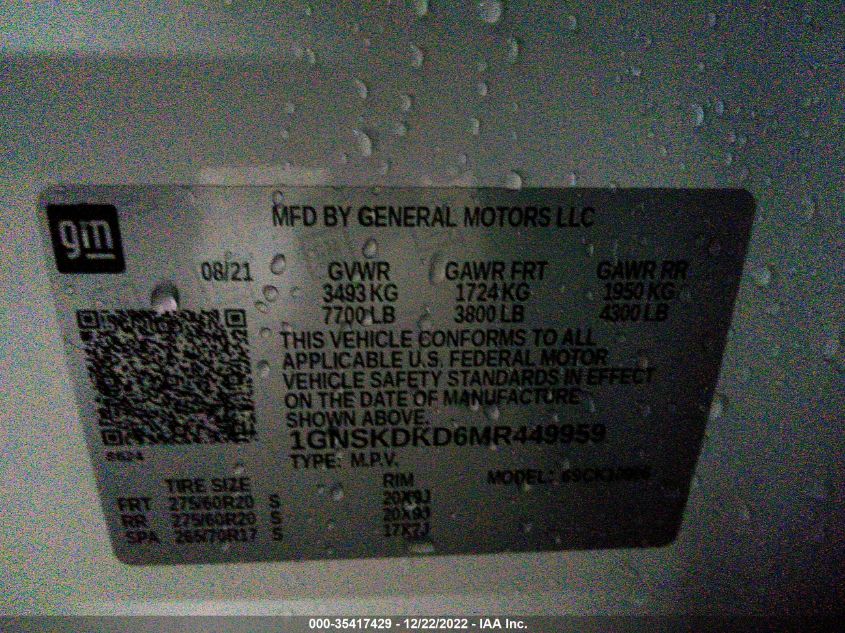 gm
MFD BY GENERAL MOTORS LLC
08/21 GVWR GAWR FRT GAWR RR
3493 KG 1724 KG 1950 KG
7700 LB 3800 LB 4300 LB
THIS VEHICLE CONFORMS TO ALL
APPLICABLE U.S. FEDERAL MOTOR
VEHICLE SAFETY STANDARDS IN EFFECT
ON THE DATE OF MANUFACTURE
SHOWN ABOVE.
1GNSKDKD6MR449959
TYPE: M.P.V. MODEL:
TIRE SIZE RIM
FRT 275/60R20 S 20X9J
RR 275/60R20 S 20X9J
SPA 265/70R17 S 17X7J
000-35417429 - 12/22/2022 - IAA Inc.